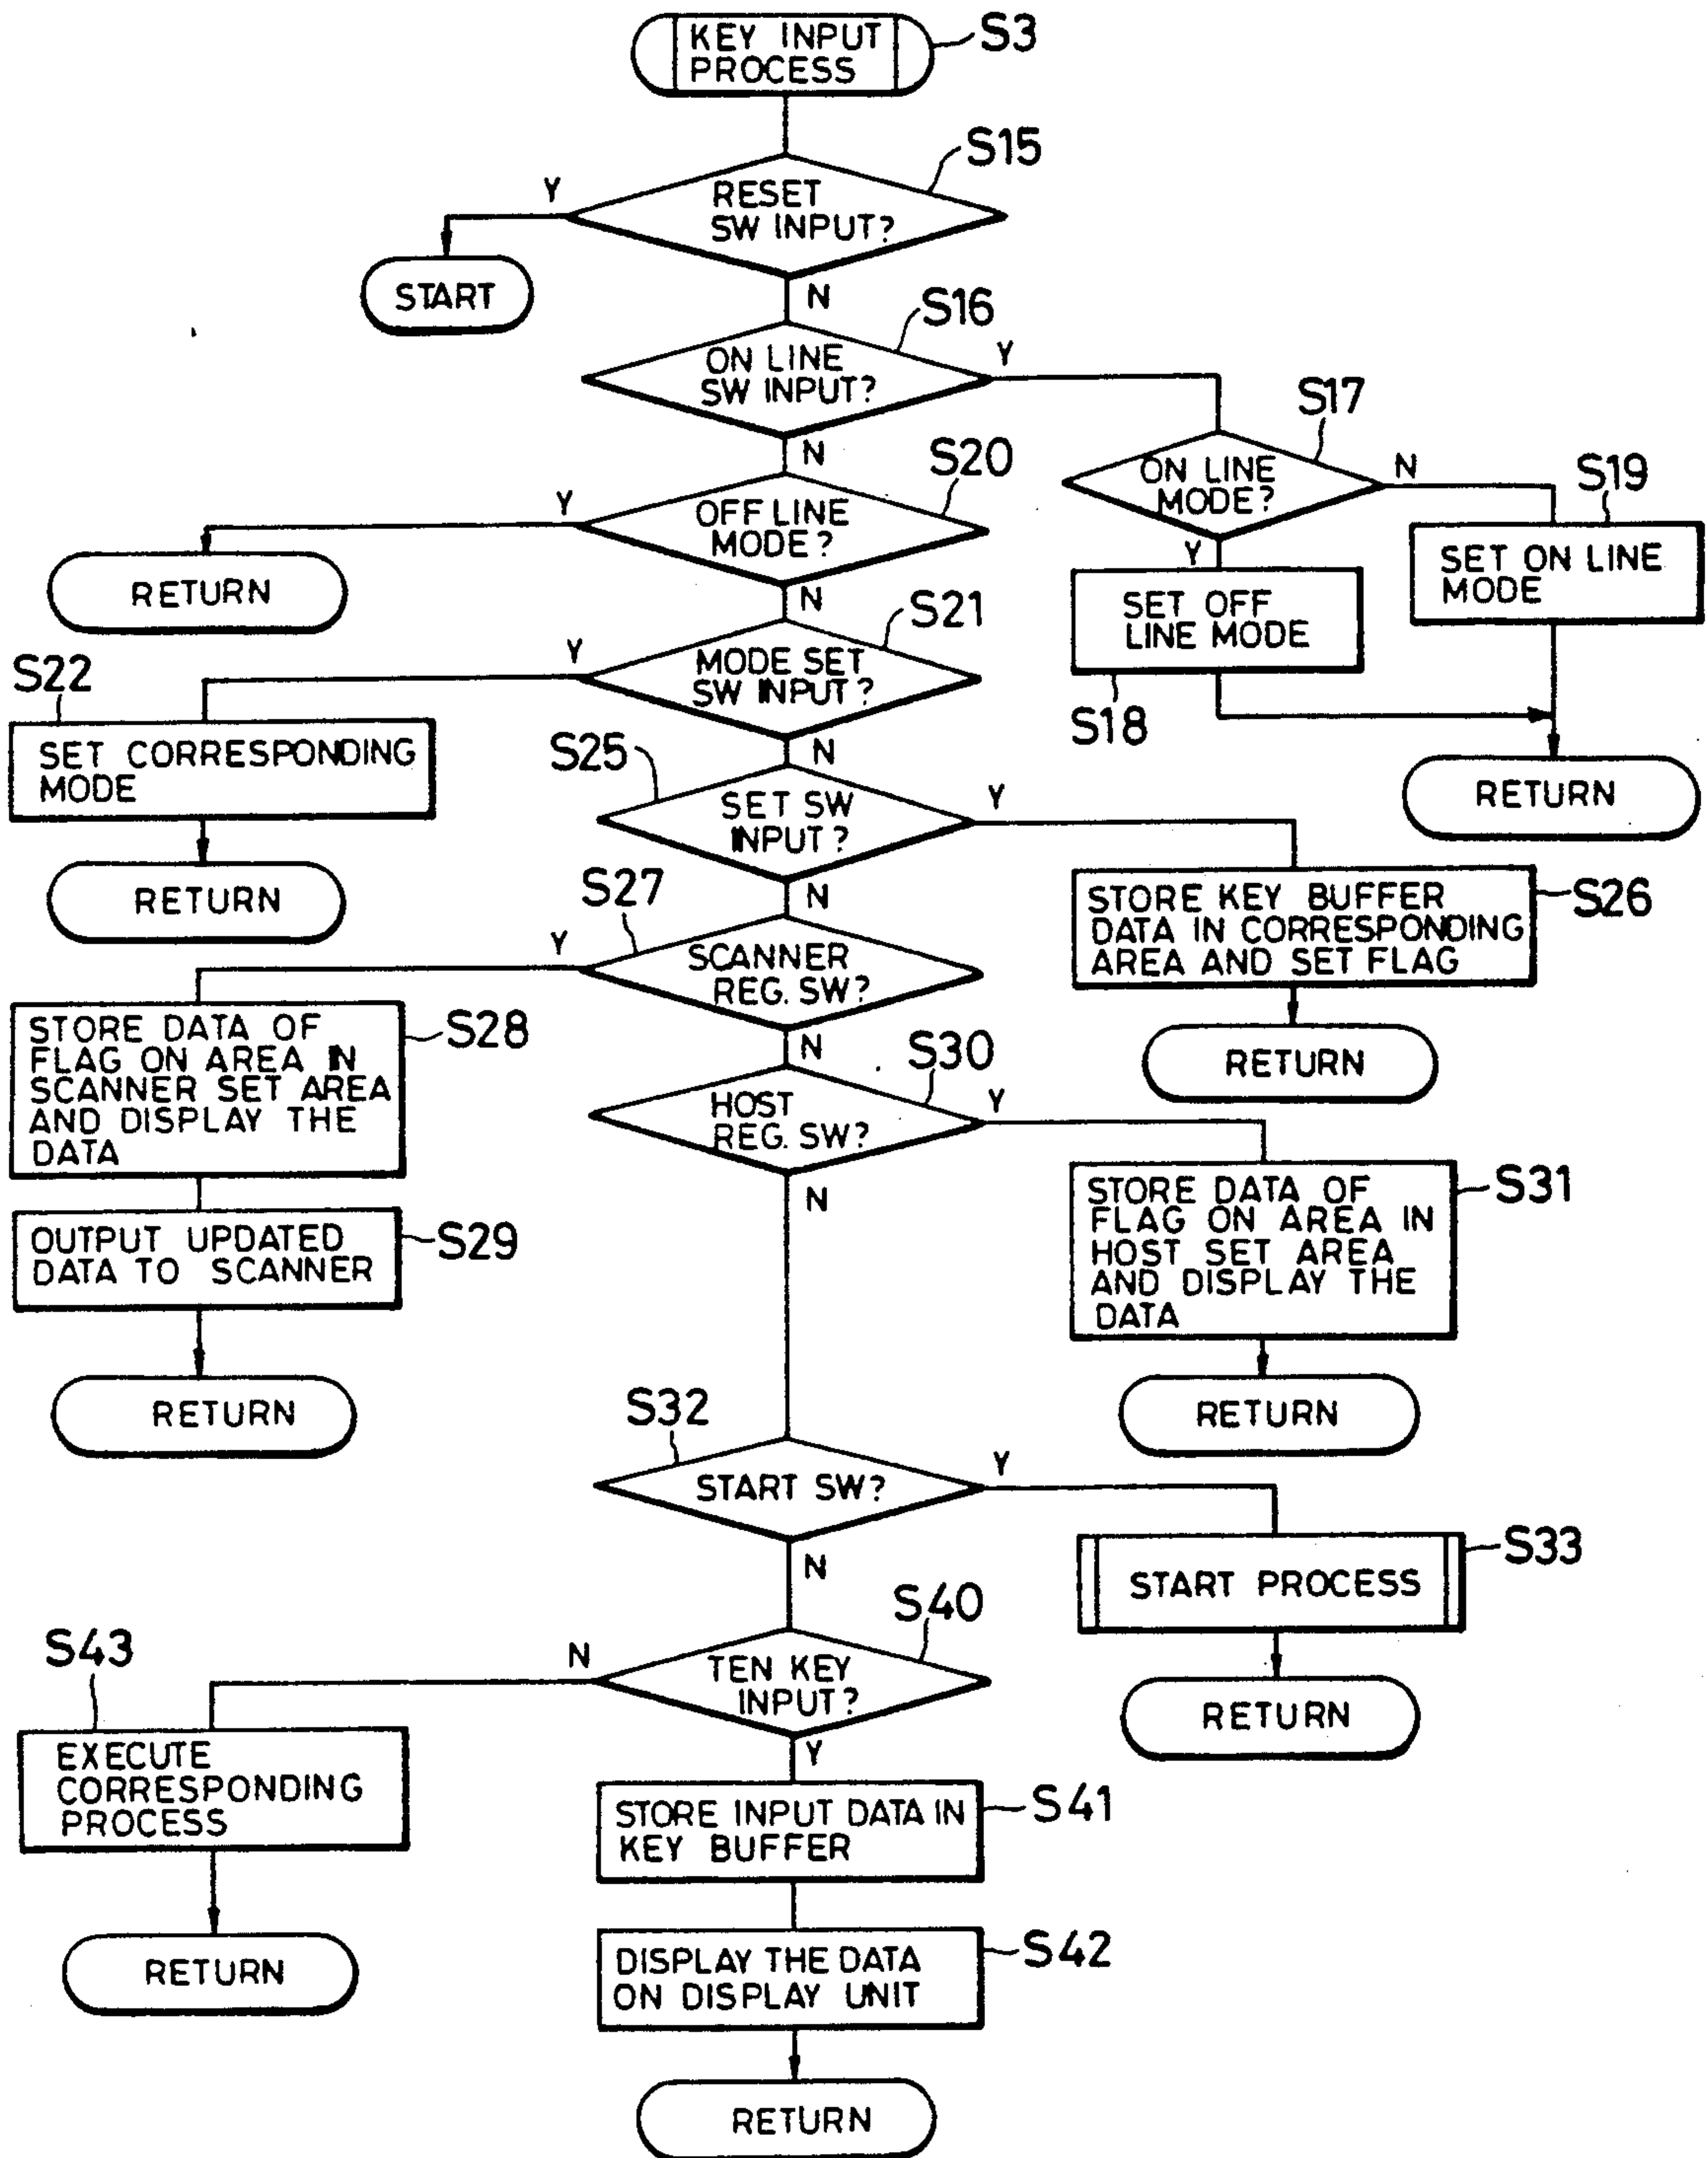 KEY INPUT
PROCESS
S3
S15
Y
RESET
SW INPUT?
START
N
S16
ON LINE
SW INPUT?
Y
S17
N
S20
ON LINE
MODE?
N
S19
Y
OFF LINE
MODE?
SET ON LINE
MODE
RETURN
Y
N
S21
SET OFF
LINE MODE
S22
Y
MODE SET
SW INPUT?
S18
SET CORRESPONDING
MODE
S25
N
RETURN
SET SW
INPUT?
Y
RETURN
S27
N
STORE KEY BUFFER
DATA IN CORRESPONDING
AREA AND SET FLAG
S26
Y
SCANNER
REG. SW?
STORE DATA OF
FLAG ON AREA IN
SCANNER SET AREA
AND DISPLAY THE
DATA
S28
N
S30
RETURN
HOST
REG. SW?
Y
N
STORE DATA OF
FLAG ON AREA IN
HOST SET AREA
AND DISPLAY THE
DATA
S31
OUTPUT UPDATED
DATA TO SCANNER
S29
RETURN
RETURN
S32
START SW?
Y
N
START PROCESS
S33
S40
S43
N
TEN KEY
INPUT?
RETURN
EXECUTE
CORRESPONDING
PROCESS
Y
STORE INPUT DATA IN
KEY BUFFER
S41
RETURN
DISPLAY THE DATA
ON DISPLAY UNIT
S42
RETURN